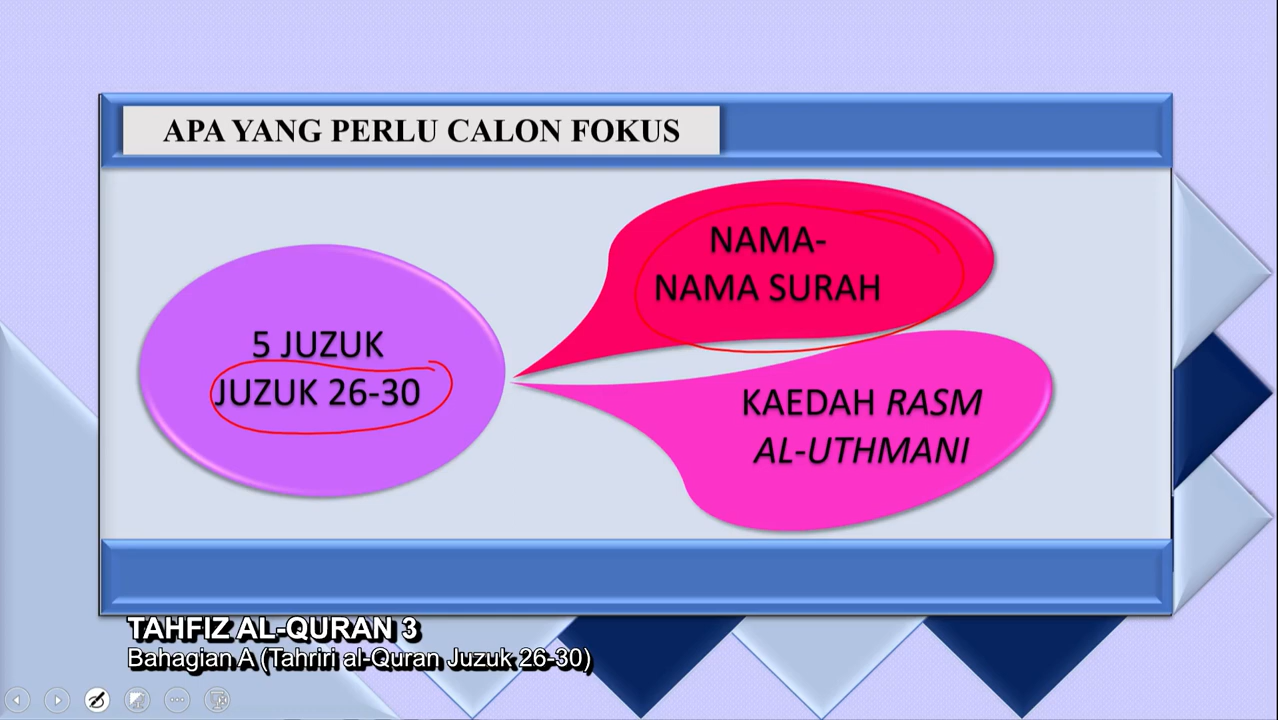 APA YANG PERLU CALON FOKUS
5 JUZUK
JUZUK 26-30
NAMA-
NAMA SURAH
KAEDAH RASM
AL-UTHMANI
TAHFIZ AL-QURAN 3
Bahagian A (Tahriri al-Quran Juzuk 26-30)